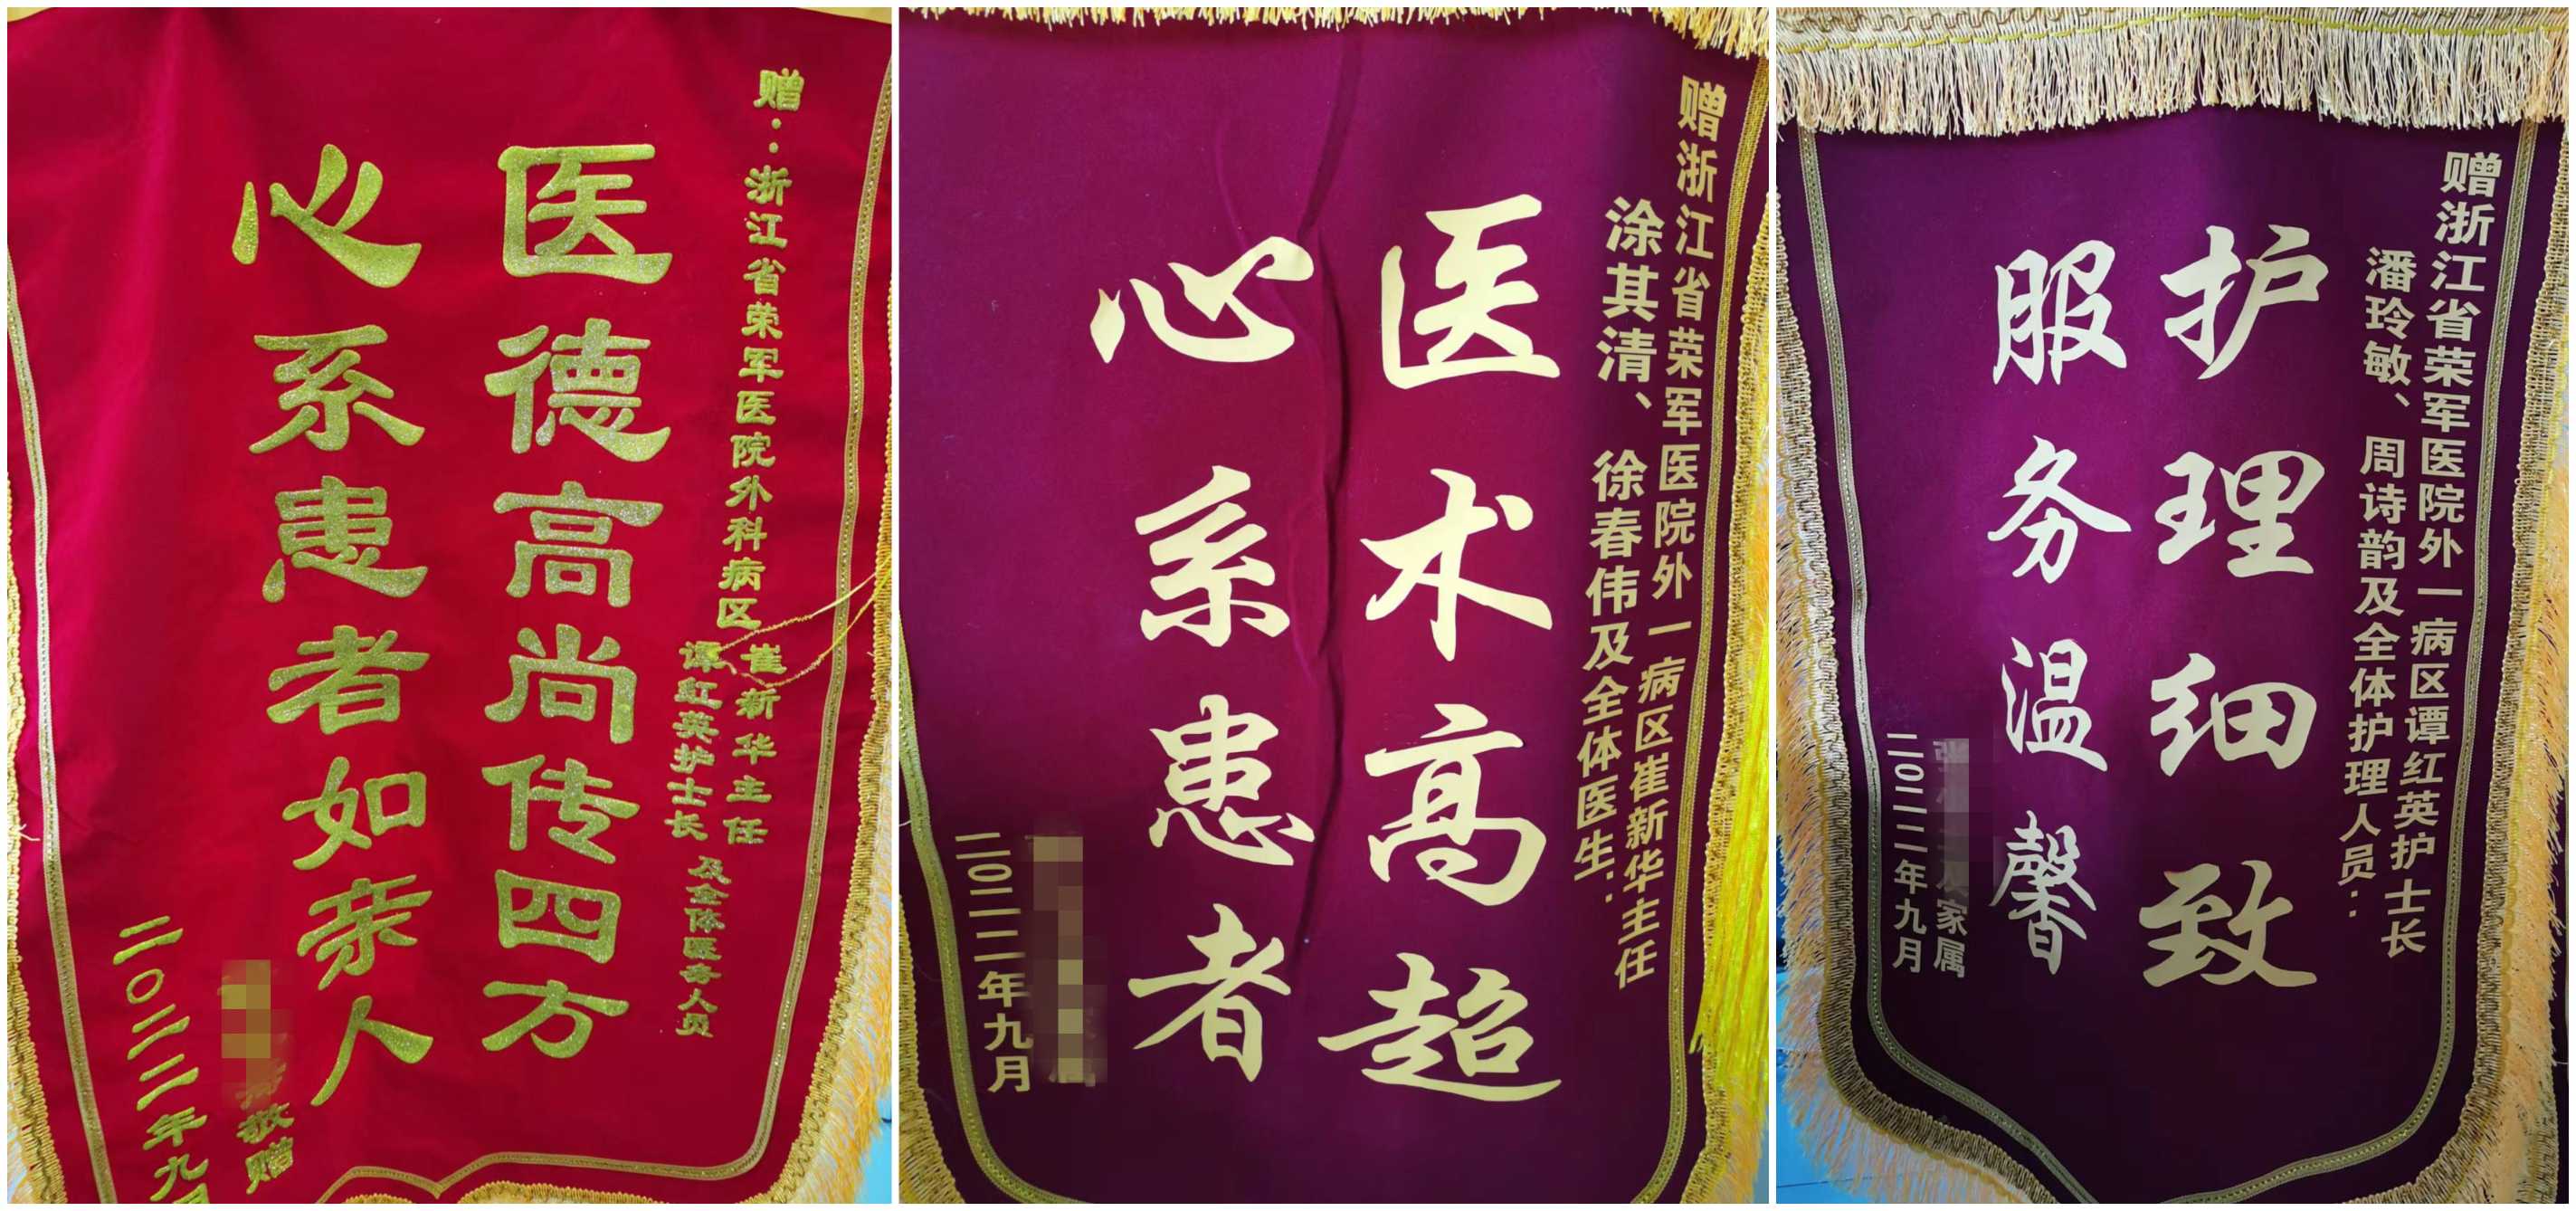 赠：浙江省荣军医院外科病区
崔新华主任
谭红英护士长
及全体医务人员
医德高尚传四方
心系患者如亲人
敬赠
二〇二二年九月
赠浙江省荣军医院外一病区崔新华主任
涂其清、徐春伟及全体医生：
医术高超
心系患者
二〇二二年九月
赠浙江省荣军医院外一病区谭红英护士长
潘玲敏、周诗韵及全体护理人员：
护理细致
服务温馨
家属
二〇二二年九月